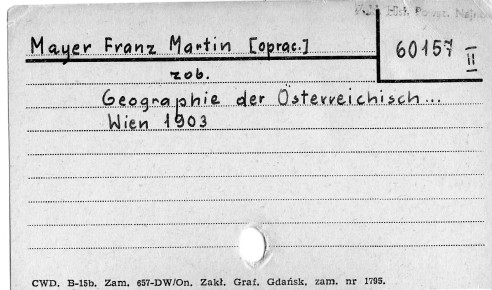 Mayer Franz Martin [oprac.]
60157 II
zob.
Geographie der Österreichisch...
Wien 1903
CWD. B-15b. Zam. 657-DW/On. Zakł. Graf. Gdańsk, zam. nr 1795.